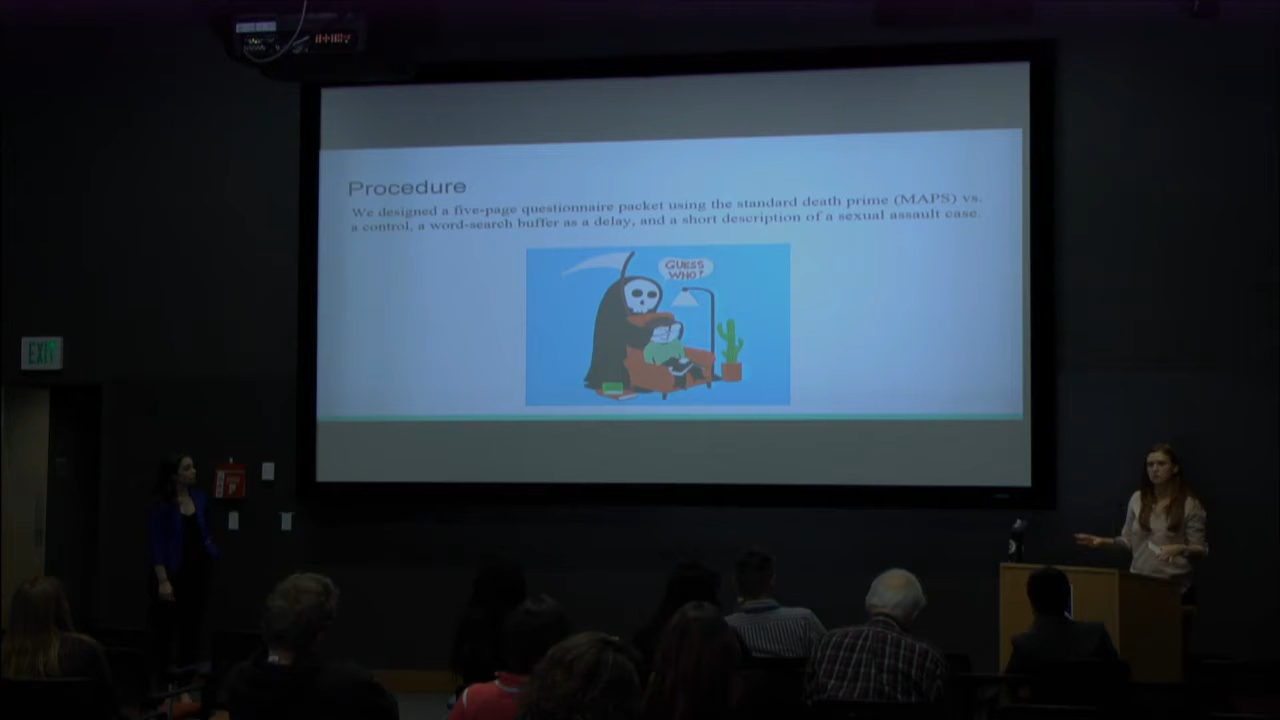 Procedure
We designed a five-page questionnaire packet using the standard death prime (MAPS) vs.
a control, a word-search buffer as a delay, and a short description of a sexual assault case.
GUESS
WHO?
EXIT